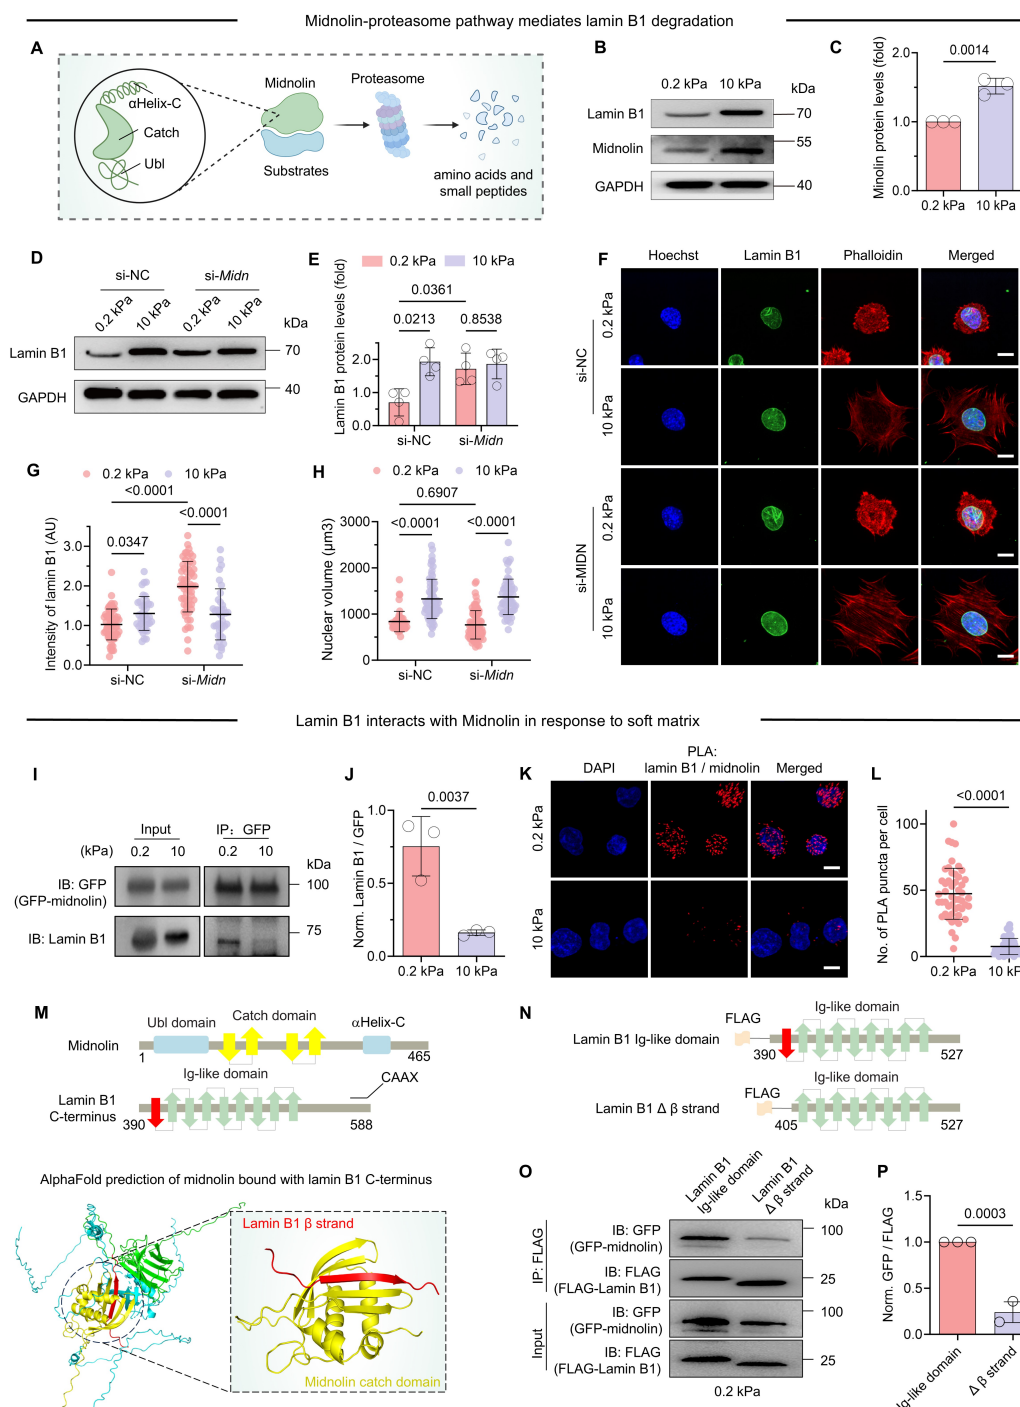 Midnolin-proteasome pathway mediates lamin B1 degradation
A
αHelix-C
Catch
Ubl
Midnolin
Substrates
Proteasome
amino acids and
small peptides
B
0.2 kPa 10 kPa
kDa
Lamin B1
70
Midnolin
55
GAPDH
40
C
Minolin protein levels (fold)
0.0014
2.0
1.0
0.0
0.2 kPa 10 kPa
D
si-NC si-Midn
0.2 kPa 10 kPa 0.2 kPa 10 kPa
kDa
Lamin B1
70
GAPDH
40
E
0.2 kPa 10 kPa
Lamin B1 protein levels (fold)
0.0361
0.0213 0.8538
2.0
1.0
0.0
si-NC si-Midn
F
Hoechst Lamin B1 Phalloidin Merged
si-NC
0.2 kPa
10 kPa
si-MIDN
0.2 kPa
10 kPa
G
0.2 kPa 10 kPa
<0.0001
<0.0001
0.0347
Intensity of lamin B1 (AU)
3.0
2.0
1.0
0.0
si-NC si-Midn
H
0.2 kPa 10 kPa
0.6907
<0.0001 <0.0001
Nuclear volume (μm3)
3000
2000
1000
0
si-NC si-Midn
Lamin B1 interacts with Midnolin in response to soft matrix
I
Input IP: GFP
(kPa) 0.2 10 0.2 10
kDa
IB: GFP
(GFP-midnolin)
100
IB: Lamin B1
75
J
Norm. Lamin B1 / GFP
0.0037
1.0
0.5
0.0
0.2 kPa 10 kPa
K
PLA:
DAPI lamin B1 / midnolin Merged
0.2 kPa
10 kPa
L
<0.0001
No. of PLA puncta per cell
100
50
0
0.2 kPa 10 kP
M
Ubl domain Catch domain αHelix-C
Midnolin
1 465
Ig-like domain
CAAX
Lamin B1
C-terminus
390 588
AlphaFold prediction of midnolin bound with lamin B1 C-terminus
Lamin B1 β strand
Midnolin catch domain
N
Ig-like domain
FLAG
Lamin B1 Ig-like domain
390 527
Ig-like domain
FLAG
Lamin B1 Δ β strand
405 527
O
Lamin B1
Ig-like domain
Lamin B1
Δ β strand
kDa
IP: FLAG
IB: GFP
(GFP-midnolin)
100
IB: FLAG
(FLAG-Lamin B1)
25
Input
IB: GFP
(GFP-midnolin)
100
IB: FLAG
(FLAG-Lamin B1)
25
0.2 kPa
P
Norm. GFP / FLAG
0.0003
1.5
1.0
0.5
0.0
Ig-like domain
Δ β strand